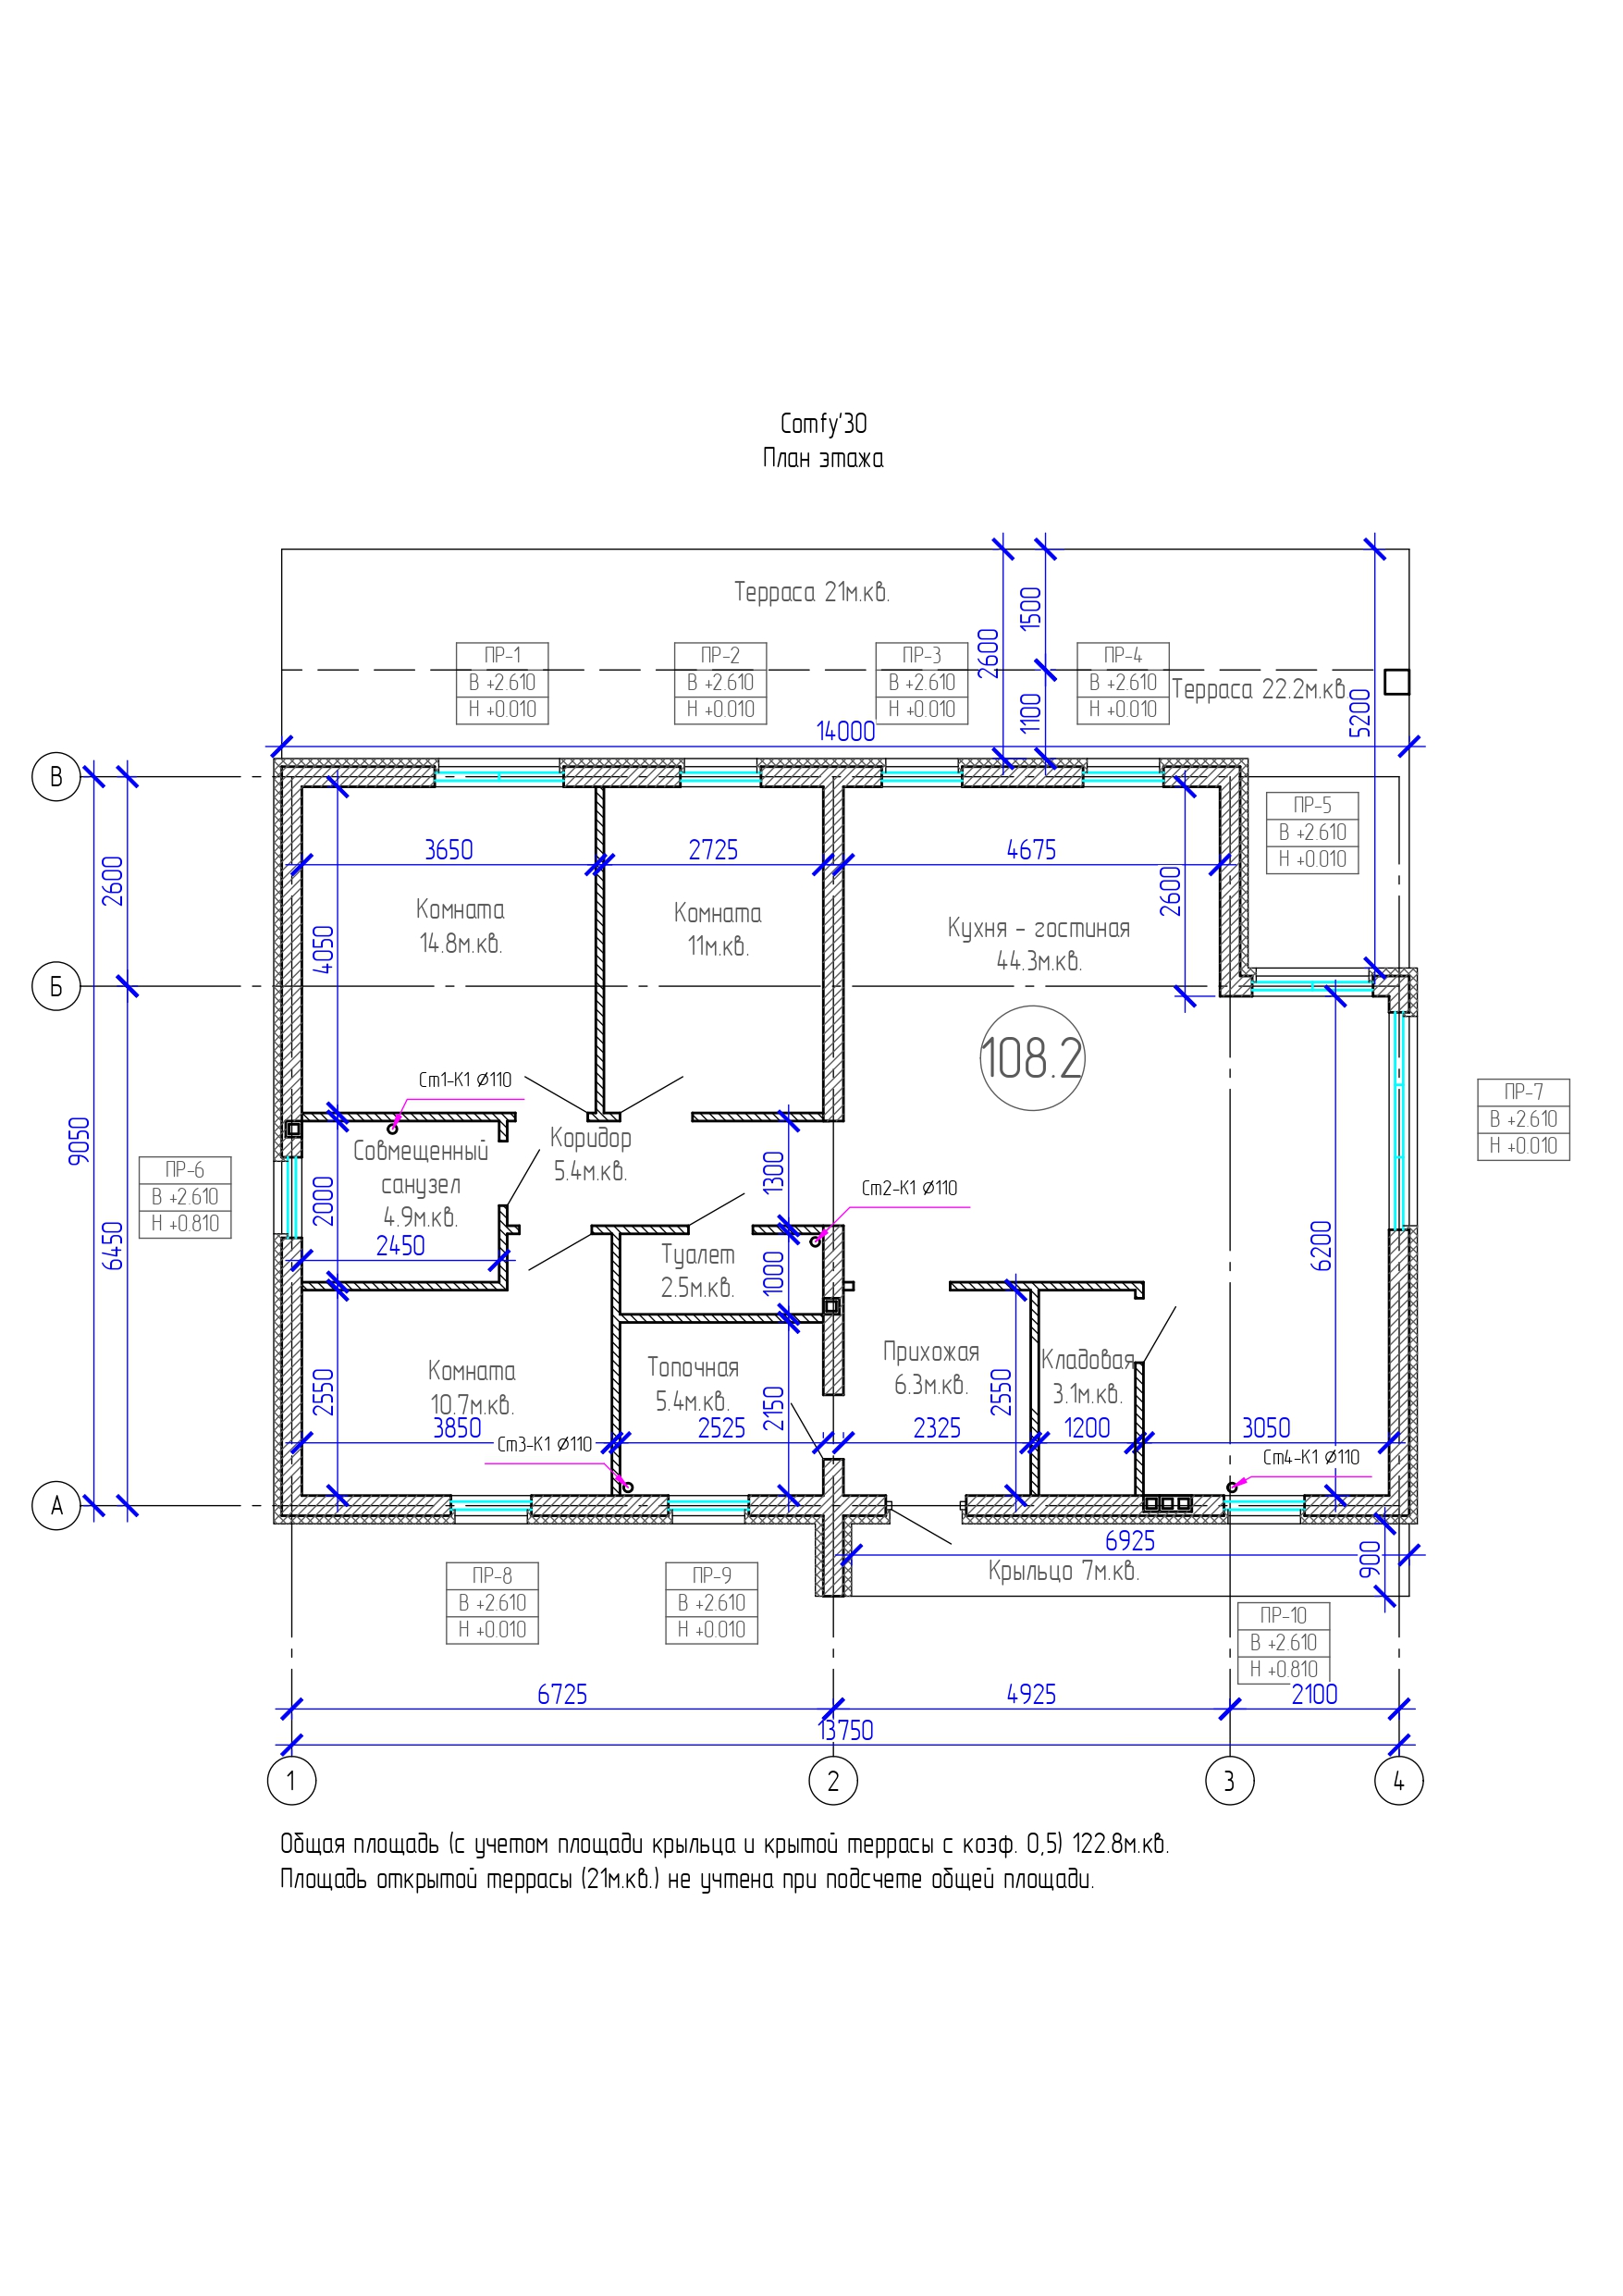 Comfy'30
План этажа
Терраса 21м.кв.
1500
2600
ПР-1
В +2.610
Н +0.010
ПР-2
В +2.610
Н +0.010
ПР-3
В +2.610
Н +0.010
ПР-4
В +2.610
Н +0.010
Терраса 22.2м.кв.
1100
5200
14000
В
ПР-5
В +2.610
Н +0.010
3650
2725
4675
2600
2600
Комната
14.8м.кв.
Комната
11м.кв.
Кухня - гостиная
44.3м.кв.
4050
Б
108.2
Ст1-К1 ⌀110
ПР-7
В +2.610
Н +0.010
9050
Коридор
5.4м.кв.
Совмещенный
санузел
4.9м.кв.
ПР-6
В +2.610
Н +0.810
2000
1300
Ст2-К1 ⌀110
6450
2450
6200
Туалет
2.5м.кв.
1000
Прихожая
6.3м.кв.
Кладовая
3.1м.кв.
Комната
10.7м.кв.
Топочная
5.4м.кв.
2550
2150
2550
3850
2525
2325
1200
3050
Ст3-К1 ⌀110
Ст4-К1 ⌀110
А
6925
900
Крыльцо 7м.кв.
ПР-8
В +2.610
Н +0.010
ПР-9
В +2.610
Н +0.010
ПР-10
В +2.610
Н +0.810
6725
4925
2100
13750
1
2
3
4
Общая площадь (с учетом площади крыльца и крытой террасы с коэф. 0,5) 122.8м.кв.
Площадь открытой террасы (21м.кв.) не учтена при подсчете общей площади.